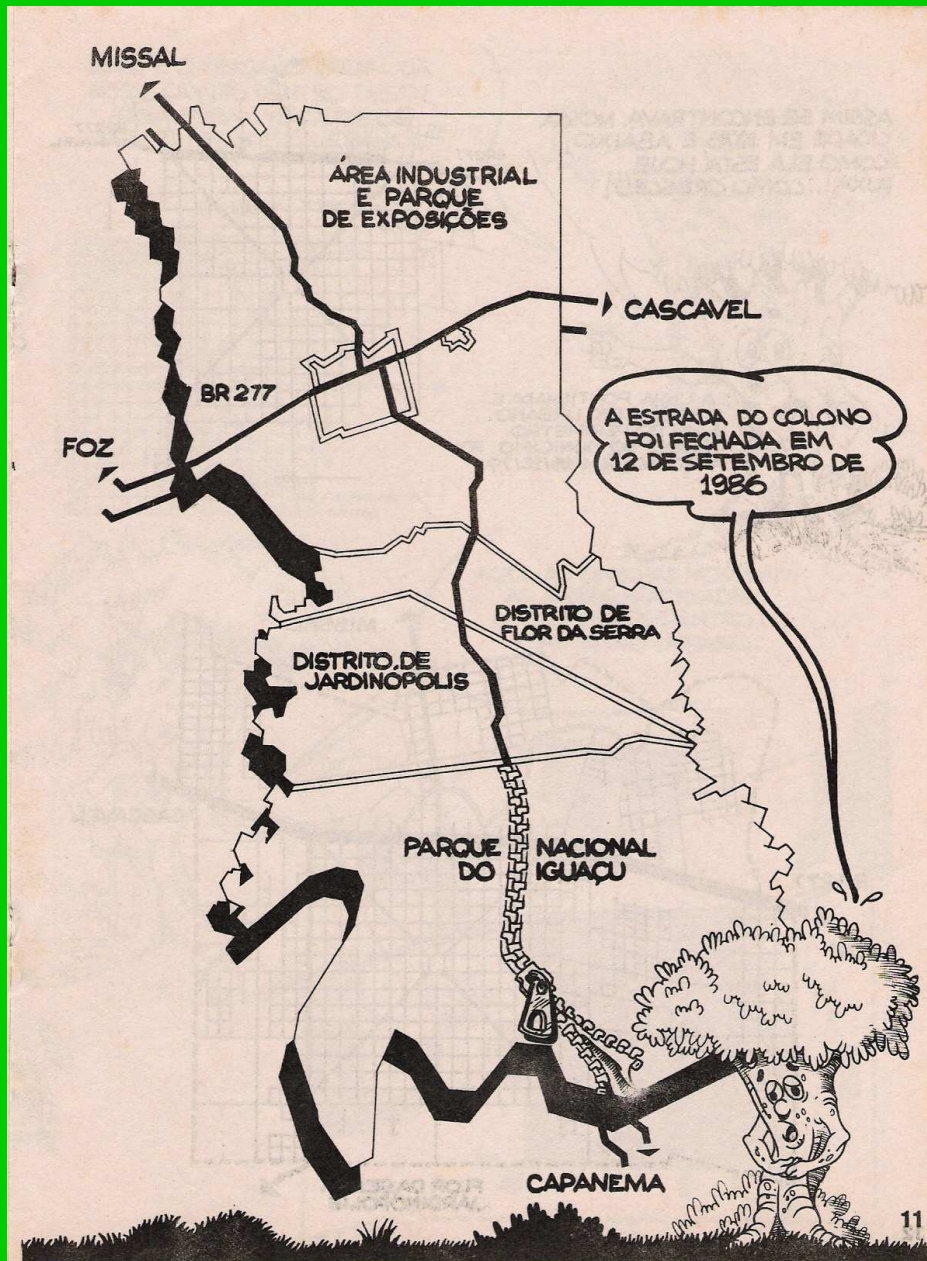 MISSAL
ÁREA INDUSTRIAL
E PARQUE
DE EXPOSIÇÕES
CASCAVEL
BR 277
FOZ
A ESTRADA DO COLONO
FOI FECHADA EM
12 DE SETEMBRO DE
1986
DISTRITO DE
FLOR DA SERRA
DISTRITO DE
JARDINÓPOLIS
PARQUE NACIONAL
DO IGUAÇU
CAPANEMA
11